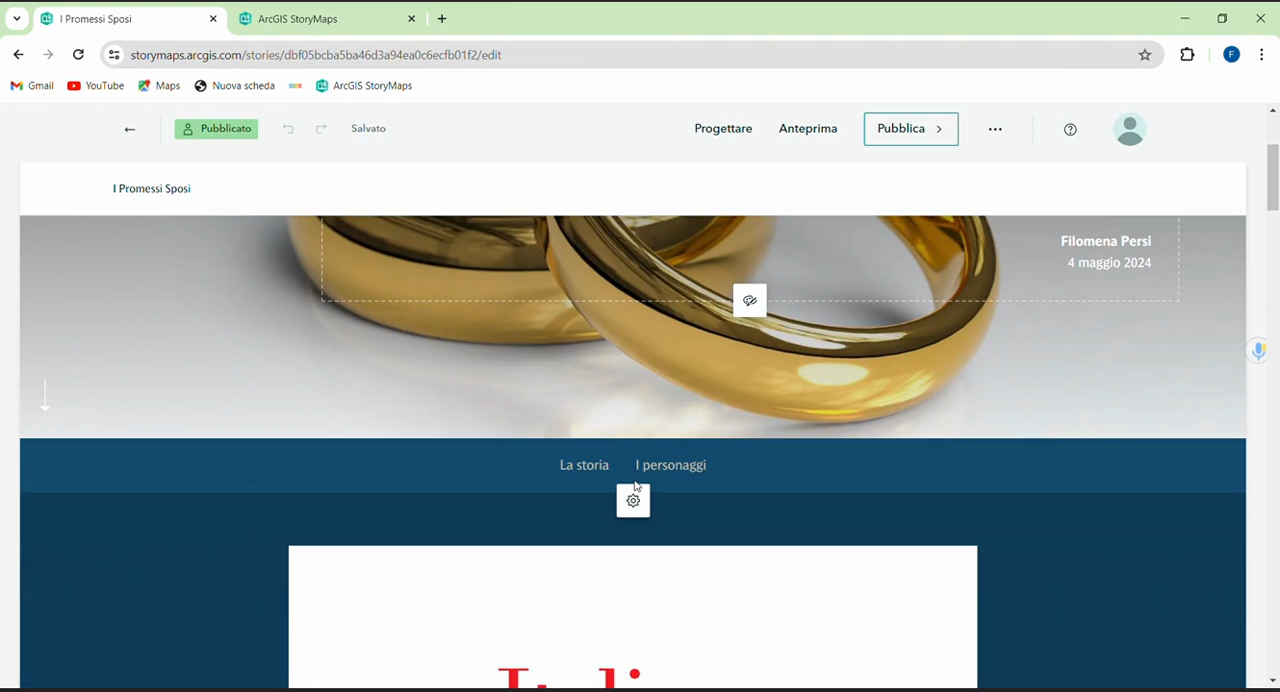 I Promessi Sposi
ArcGIS StoryMaps
storymaps.arcgis.com/stories/dbf05bcba5ba46d3a94ea0c6ecfb01f2/edit
F
Gmail
YouTube
Maps
Nuova scheda
ArcGIS StoryMaps
Pubblicato
Salvato
Progettare
Anteprima
Pubblica
I Promessi Sposi
Filomena Persi
4 maggio 2024
La storia
I personaggi